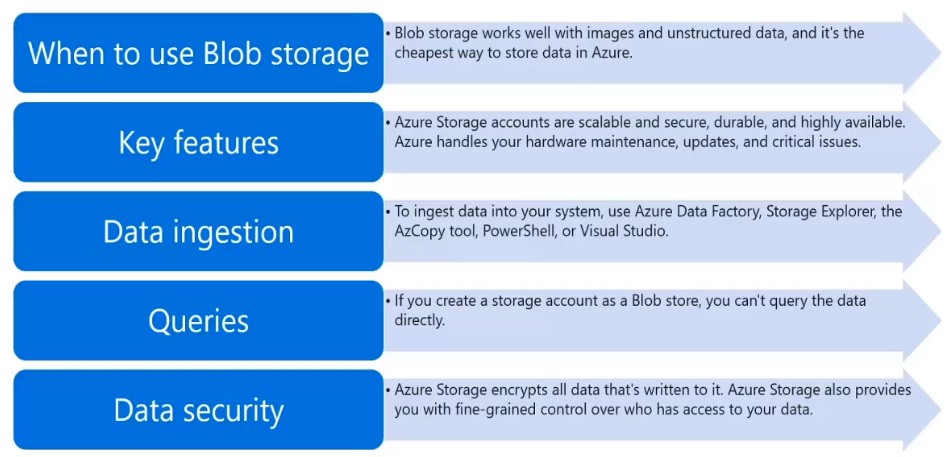 When to use Blob storage
• Blob storage works well with images and unstructured data, and it's the
cheapest way to store data in Azure.
Key features
• Azure Storage accounts are scalable and secure, durable, and highly available.
Azure handles your hardware maintenance, updates, and critical issues.
Data ingestion
• To ingest data into your system, use Azure Data Factory, Storage Explorer, the
AzCopy tool, PowerShell, or Visual Studio.
Queries
• If you create a storage account as a Blob store, you can't query the data
directly.
Data security
• Azure Storage encrypts all data that's written to it. Azure Storage also provides
you with fine-grained control over who has access to your data.